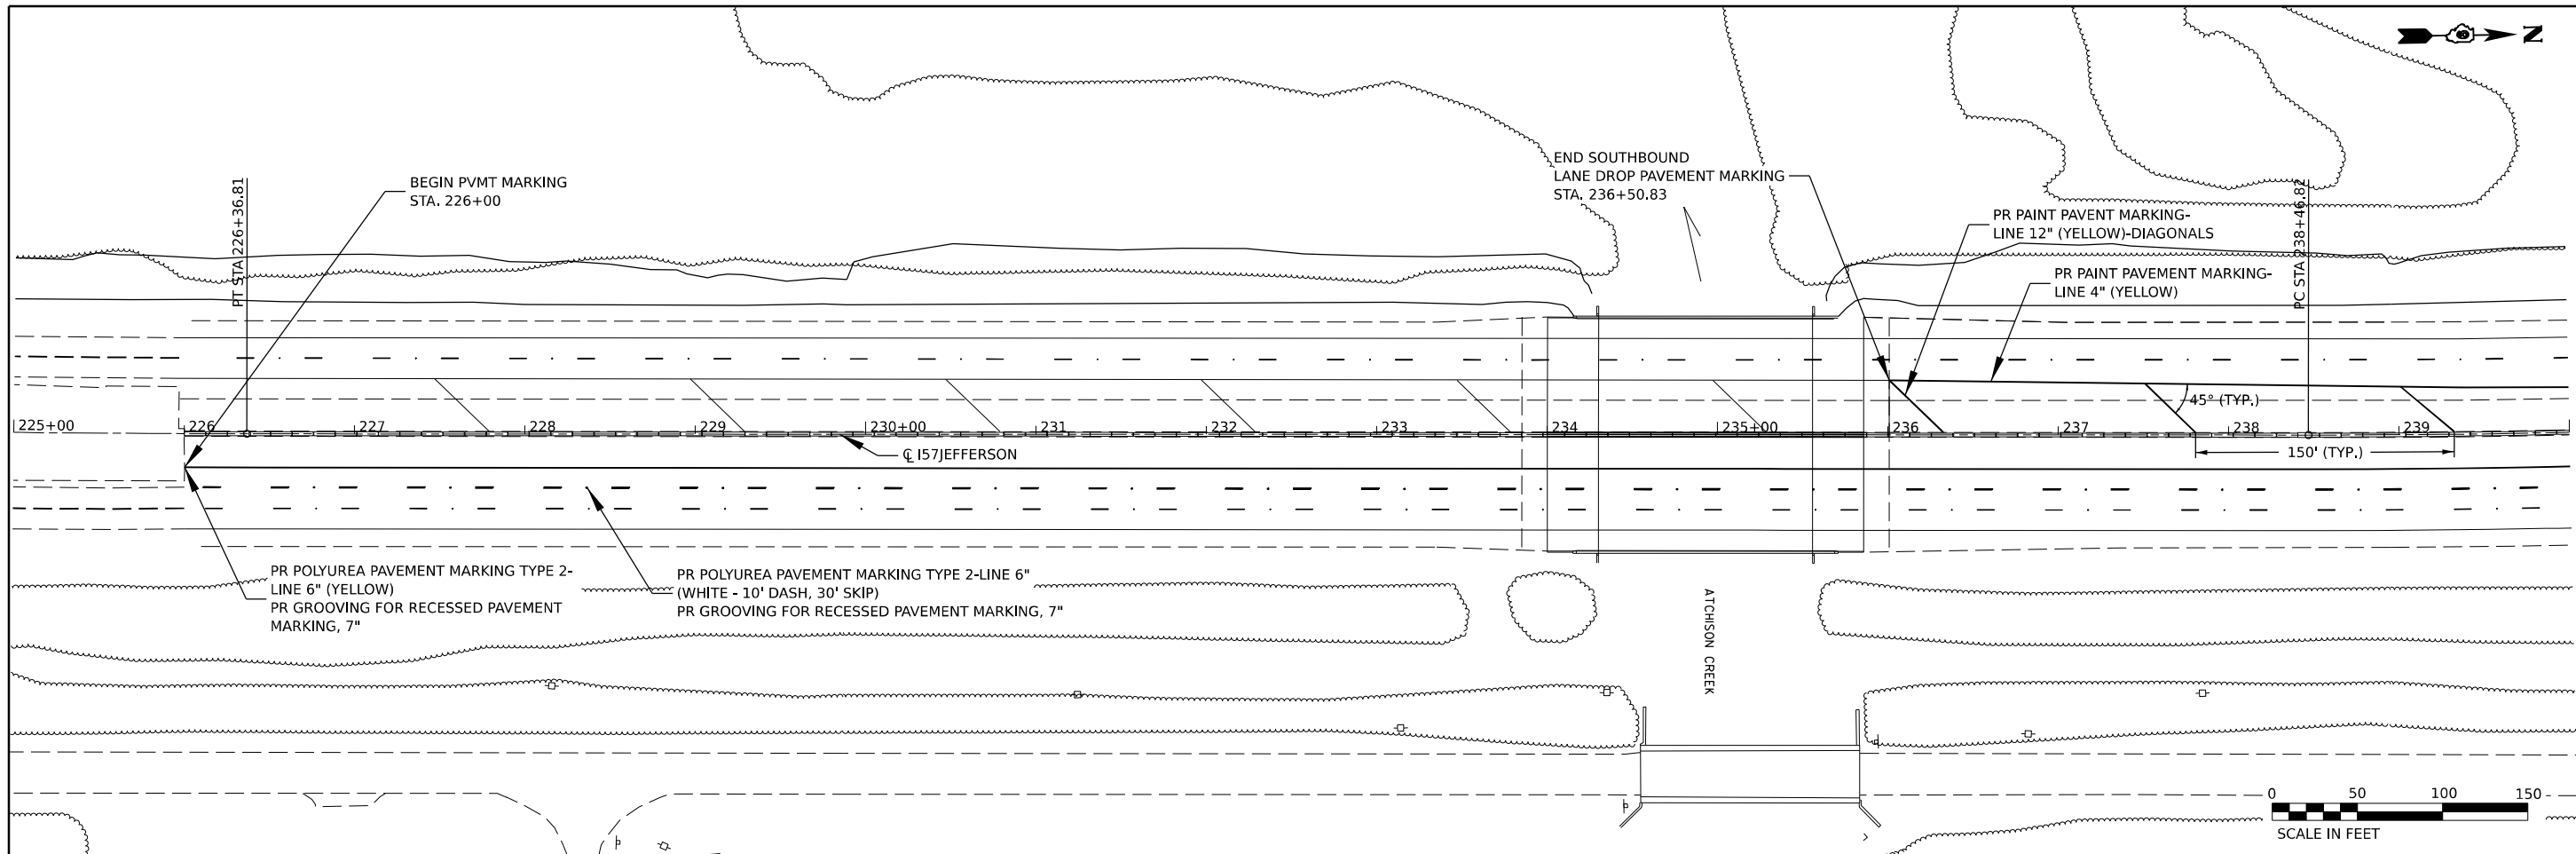 N
BEGIN PVMT MARKING
STA. 226+00
PT STA 226+36.81
END SOUTHBOUND
LANE DROP PAVEMENT MARKING
STA. 236+50.83
PR PAINT PAVENT MARKING-
LINE 12" (YELLOW)-DIAGONALS
PR PAINT PAVEMENT MARKING-
LINE 4" (YELLOW)
PC STA 238+46.82
45° (TYP.)
225+00
226
227
228
229
230+00
231
232
233
234
235+00
236
237
238
239
150' (TYP.)
℄ I57JEFFERSON
PR POLYUREA PAVEMENT MARKING TYPE 2-
LINE 6" (YELLOW)
PR GROOVING FOR RECESSED PAVEMENT
MARKING, 7"
PR POLYUREA PAVEMENT MARKING TYPE 2-LINE 6"
(WHITE - 10' DASH, 30' SKIP)
PR GROOVING FOR RECESSED PAVEMENT MARKING, 7"
ATCHISON CREEK
0 50 100 150
SCALE IN FEET